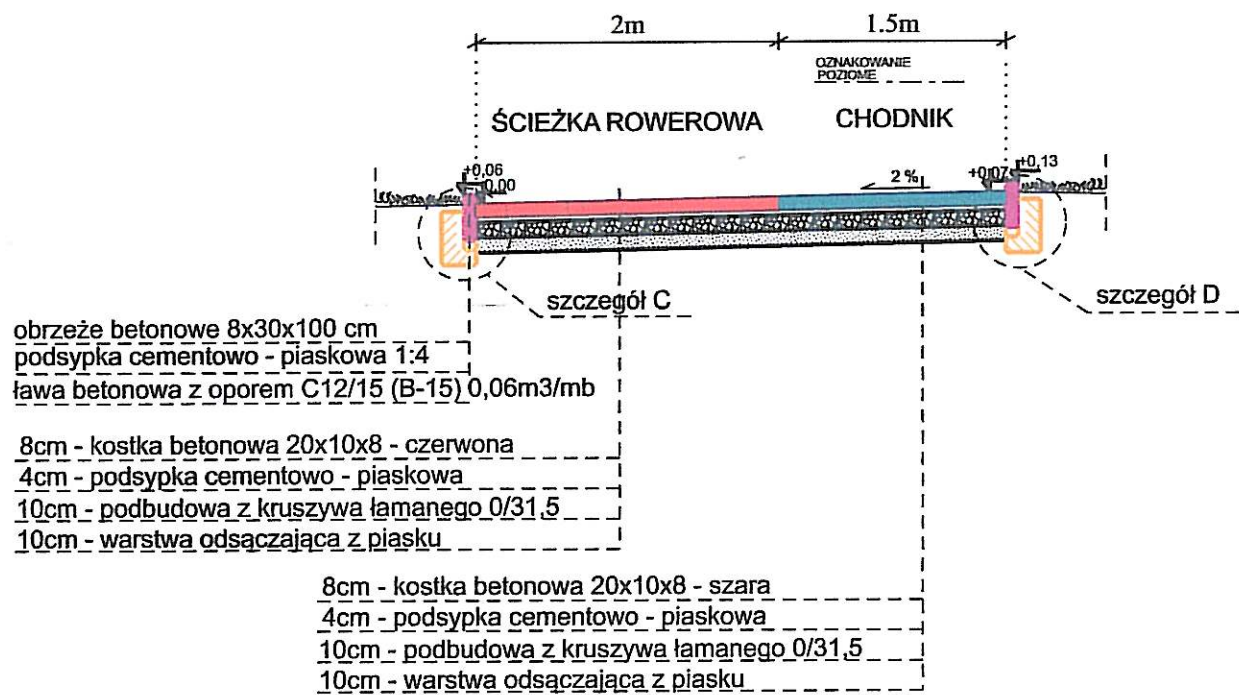 2m
1.5m
OZNAKOWANIE
POZIOME
ŚCIEŻKA ROWEROWA
CHODNIK
+0,06
0,00
2 %
+0,07
+0,13
szczegół C
szczegół D
obrzeże betonowe 8x30x100 cm
podsypka cementowo - piaskowa 1:4
ława betonowa z oporem C12/15 (B-15) 0,06m3/mb
8cm - kostka betonowa 20x10x8 - czerwona
4cm - podsypka cementowo - piaskowa
10cm - podbudowa z kruszywa łamanego 0/31,5
10cm - warstwa odsączająca z piasku
8cm - kostka betonowa 20x10x8 - szara
4cm - podsypka cementowo - piaskowa
10cm - podbudowa z kruszywa łamanego 0/31,5
10cm - warstwa odsączająca z piasku